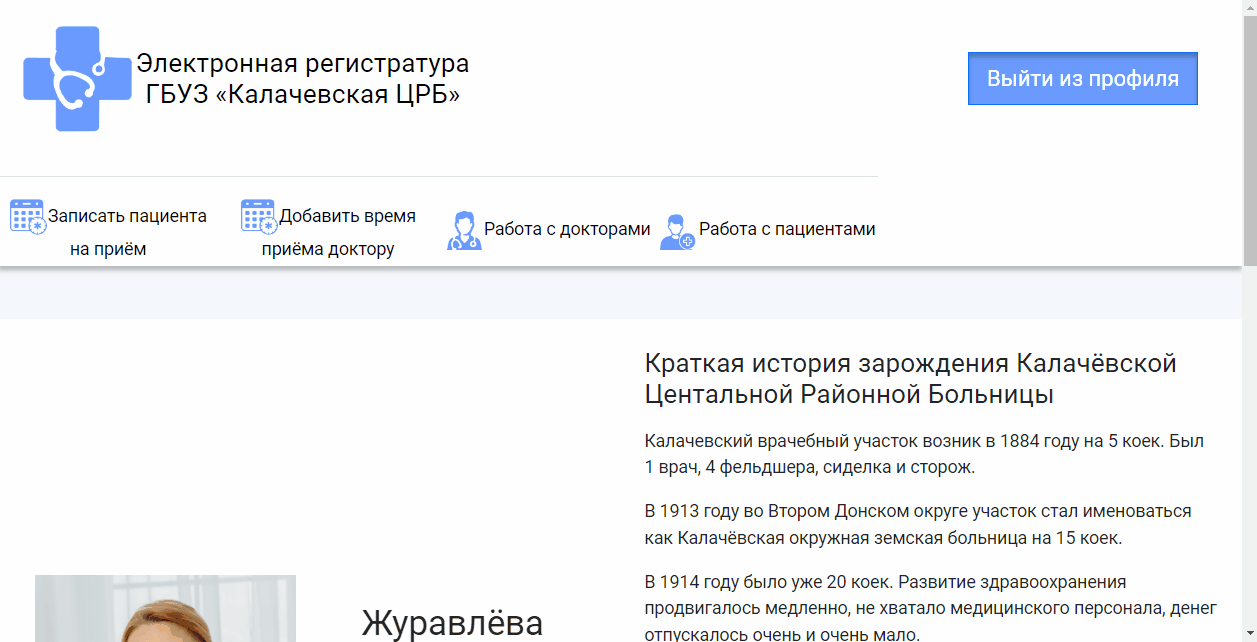 Электронная регистратура
ГБУЗ «Калачевская ЦРБ»
Выйти из профиля
Записать пациента
на приём
Добавить время
приёма доктору
Работа с докторами
Работа с пациентами
Краткая история зарождения Калачёвской
Центальной Районной Больницы
Калачевский врачебный участок возник в 1884 году на 5 коек. Был
1 врач, 4 фельдшера, сиделка и сторож.
В 1913 году во Втором Донском округе участок стал именоваться
как Калачёвская окружная земская больница на 15 коек.
В 1914 году было уже 20 коек. Развитие здравоохранения
продвигалось медленно, не хватало медицинского персонала, денег
отпускалось очень и очень мало.
Журавлёва